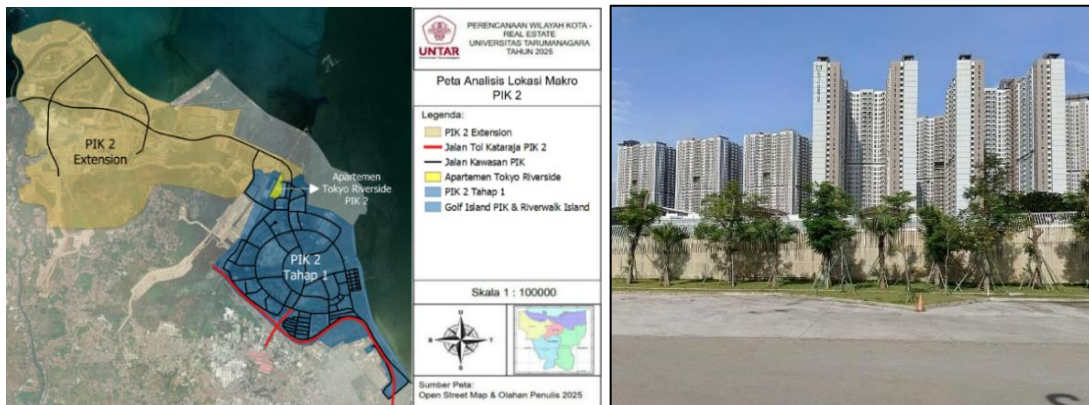 PIK 2
Extension
Apartemen
Tokyo Riverside
PIK 2
PIK 2
Tahap 1
UNTAR
PERENCANAAN WILAYAH KOTA -
REAL ESTATE
UNIVERSITAS TARUMANAGARA
TAHUN 2025
Peta Analisis Lokasi Makro
PIK 2
Legenda:
PIK 2 Extension
Jalan Tol Kataraja PIK 2
Jalan Kawasan PIK
Apartemen Tokyo Riverside
PIK 2 Tahap 1
Golf Island PIK & Riverwalk Island
Skala 1 : 100000
U
B
T
S
Sumber Peta:
Open Street Map & Olahan Penulis 2025